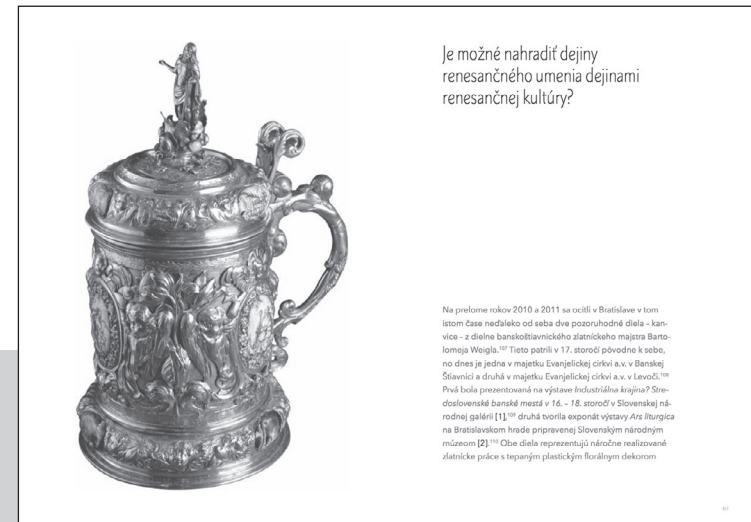 Je možné nahradiť dejiny
renesančného umenia dejinami
renesančnej kultúry?
Na prelome rokov 2010 a 2011 sa ocitli v Bratislave v tom
istom čase neďaleko od seba dve pozoruhodné diela – kan-
vice – z dielne banskoštiavnického zlatníckeho majstra Barto-
lomeja Weigla.¹⁰⁷ Tieto patrili v 17. storočí pôvodne k sebe,
no dnes je jedna v majetku Evanjelickej cirkvi a.v. v Banskej
Štiavnici a druhá v majetku Evanjelickej cirkvi a.v. v Levoči.¹⁰⁸
Prvá bola prezentovaná na výstave Industriálna krajina? Stre-
doslovenské banské mestá v 16. – 18. storočí v Slovenskej ná-
rodnej galérii [1],¹⁰⁹ druhá tvorila exponát výstavy Ars liturgica
na Bratislavskom hrade pripravenej Slovenským národným
múzeom [2].¹¹⁰ Obe diela reprezentujú náročne realizované
zlatnícke práce s tepaným plastickým florálnym dekorom